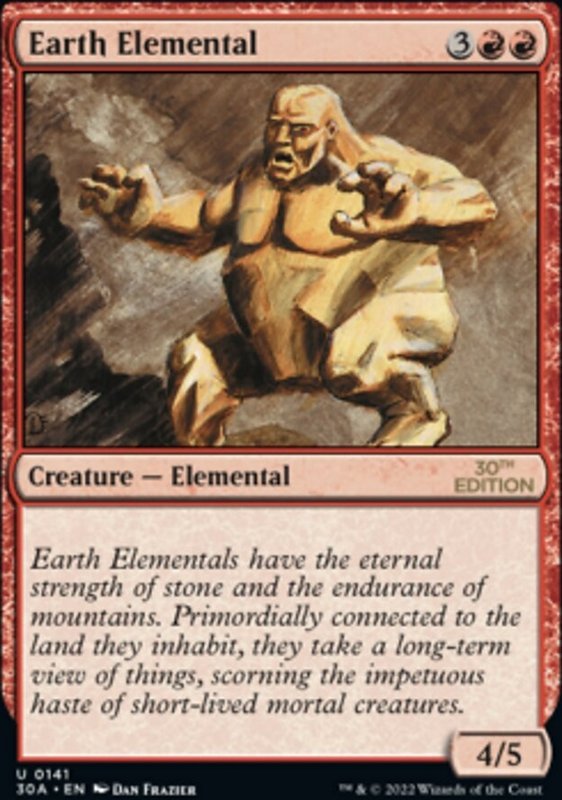 Earth Elemental 3
Creature — Elemental 30TH EDITION
Earth Elementals have the eternal
strength of stone and the endurance of
mountains. Primordially connected to the
land they inhabit, they take a long-term
view of things, scorning the impetuous
haste of short-lived mortal creatures.
4/5
U 0141
30A • EN DAN FRAZIER
™ & © 2022 Wizards of the Coast